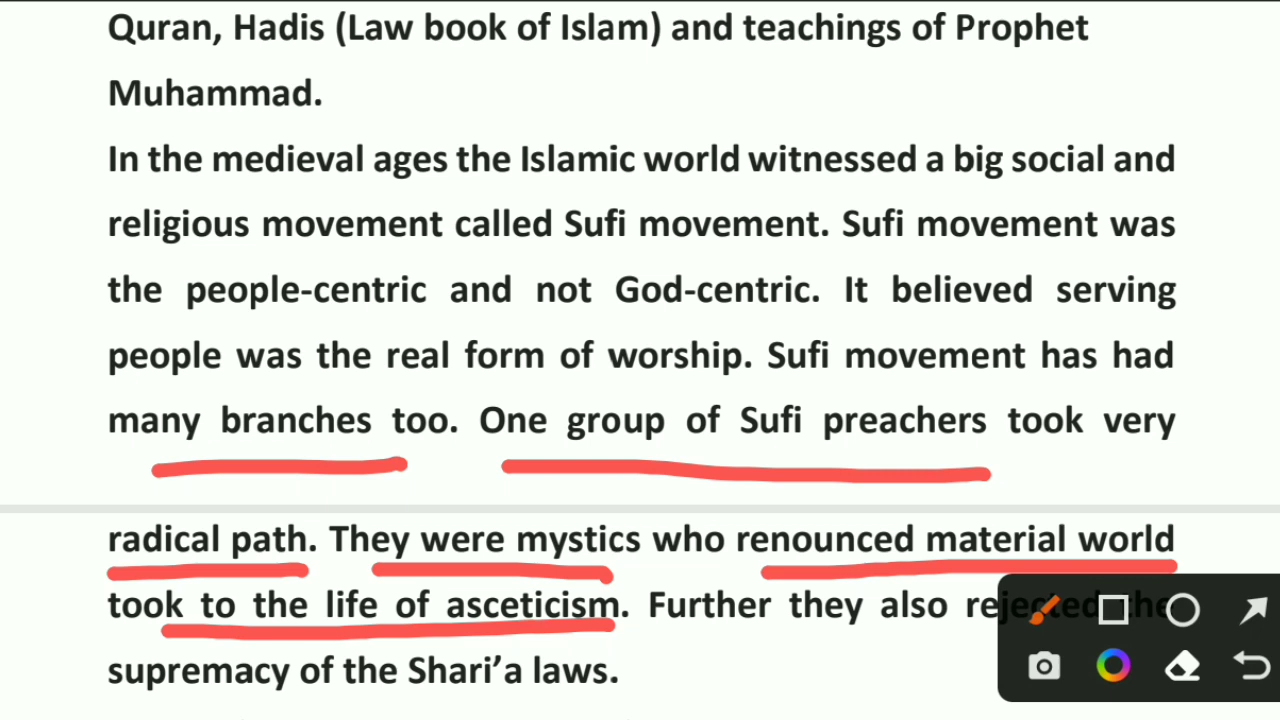 Quran, Hadis (Law book of Islam) and teachings of Prophet
Muhammad.
In the medieval ages the Islamic world witnessed a big social and
religious movement called Sufi movement. Sufi movement was
the people-centric and not God-centric. It believed serving
people was the real form of worship. Sufi movement has had
many branches too. One group of Sufi preachers took very
radical path. They were mystics who renounced material world
took to the life of asceticism. Further they also rejected the
supremacy of the Shari’a laws.